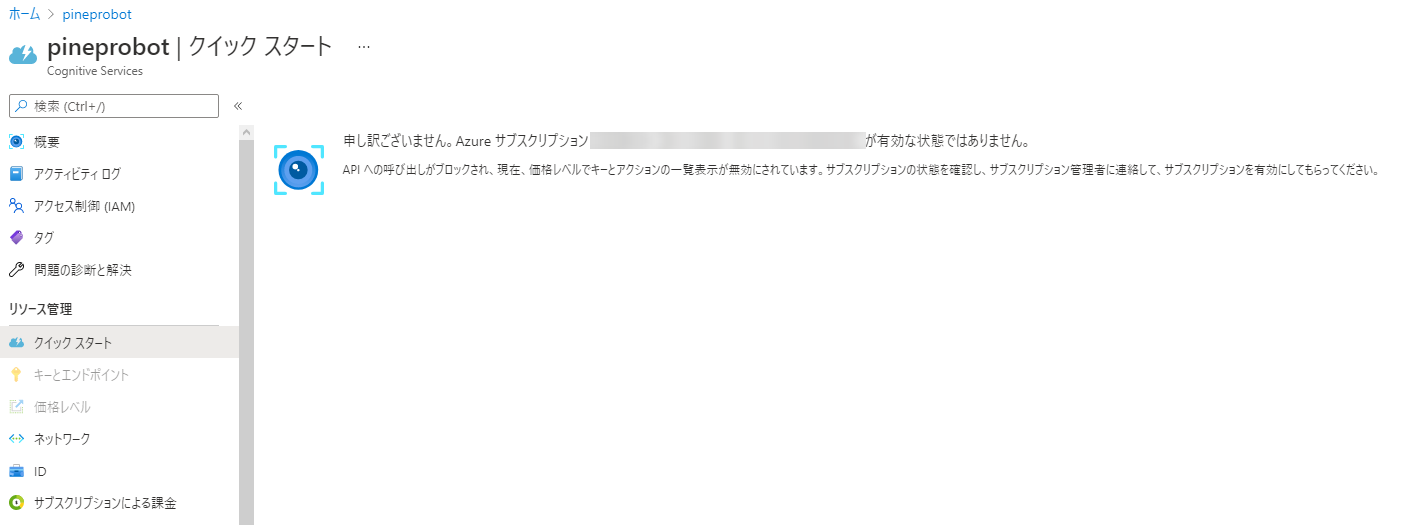 ホーム > pineprobot
pineprobot | クイック スタート ...
Cognitive Services
検索 (Ctrl+/) «
概要
アクティビティ ログ
アクセス制御 (IAM)
タグ
問題の診断と解決
リソース管理
クイック スタート
キーとエンドポイント
価格レベル
ネットワーク
ID
サブスクリプションによる課金
申し訳ございません。Azure サブスクリプション が有効な状態ではありません。
API への呼び出しがブロックされ、現在、価格レベルでキーとアクションの一覧表示が無効にされています。サブスクリプションの状態を確認し、サブスクリプション管理者に連絡して、サブスクリプションを有効にしてもらってください。